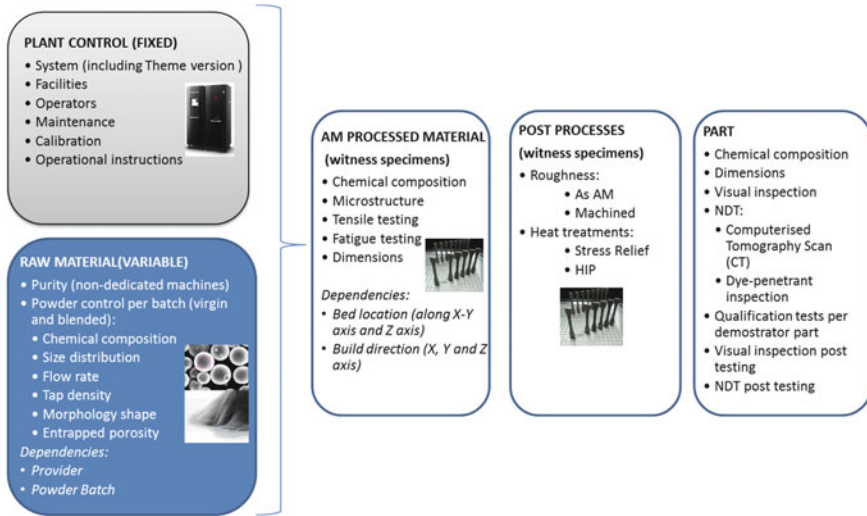 PLANT CONTROL (FIXED)
• System (including Theme version )
• Facilities
• Operators
• Maintenance
• Calibration
• Operational instructions
RAW MATERIAL(VARIABLE)
• Purity (non-dedicated machines)
• Powder control per batch (virgin
and blended):
• Chemical composition
• Size distribution
• Flow rate
• Tap density
• Morphology shape
• Entrapped porosity
Dependencies:
• Provider
• Powder Batch
AM PROCESSED MATERIAL
(witness specimens)
• Chemical composition
• Microstructure
• Tensile testing
• Fatigue testing
• Dimensions
Dependencies:
• Bed location (along X-Y
axis and Z axis)
• Build direction (X, Y and Z
axis)
POST PROCESSES
(witness specimens)
• Roughness:
• As AM
• Machined
• Heat treatments:
• Stress Relief
• HIP
PART
• Chemical composition
• Dimensions
• Visual inspection
• NDT:
• Computerised
Tomography Scan
(CT)
• Dye-penetrant
inspection
• Qualification tests per
demostrator part
• Visual inspection post
testing
• NDT post testing